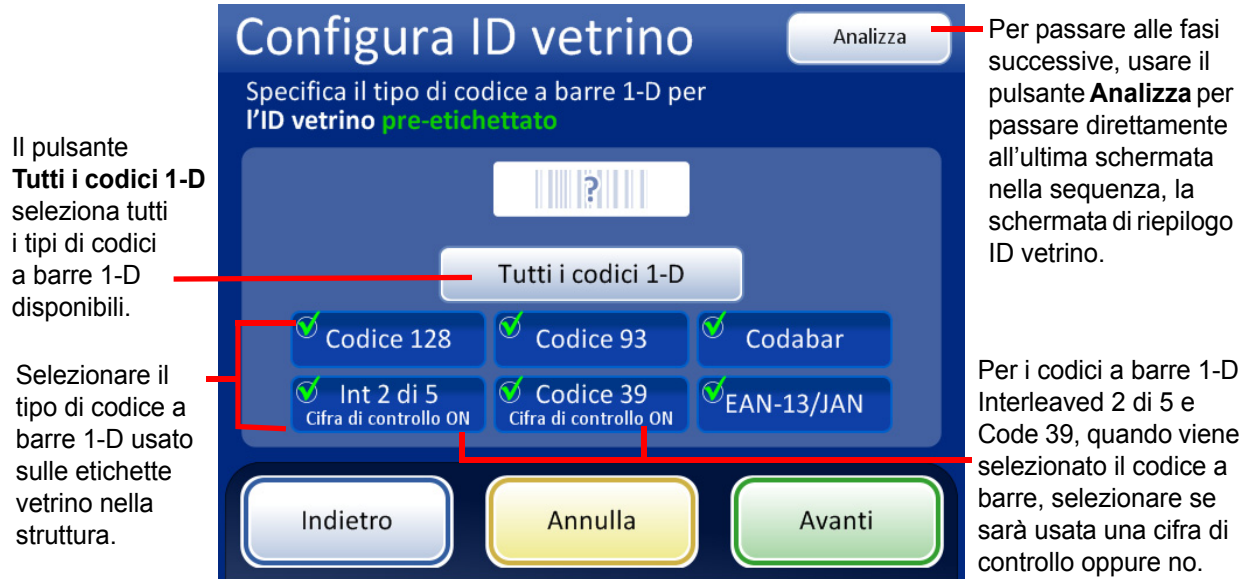 Configura ID vetrino
Analizza
Specifica il tipo di codice a barre 1-D per
l'ID vetrino pre-etichettato
?
Tutti i codici 1-D
Codice 128
Codice 93
Codabar
Int 2 di 5
Cifra di controllo ON
Codice 39
Cifra di controllo ON
EAN-13/JAN
Indietro
Annulla
Avanti
Il pulsante
Tutti i codici 1-D
seleziona tutti
i tipi di codici
a barre 1-D
disponibili.
Selezionare il
tipo di codice a
barre 1-D usato
sulle etichette
vetrino nella
struttura.
Per passare alle fasi
successive, usare il
pulsante Analizza per
passare direttamente
all'ultima schermata
nella sequenza, la
schermata di riepilogo
ID vetrino.
Per i codici a barre 1-D
Interleaved 2 di 5 e
Code 39, quando viene
selezionato il codice a
barre, selezionare se
sarà usata una cifra di
controllo oppure no.